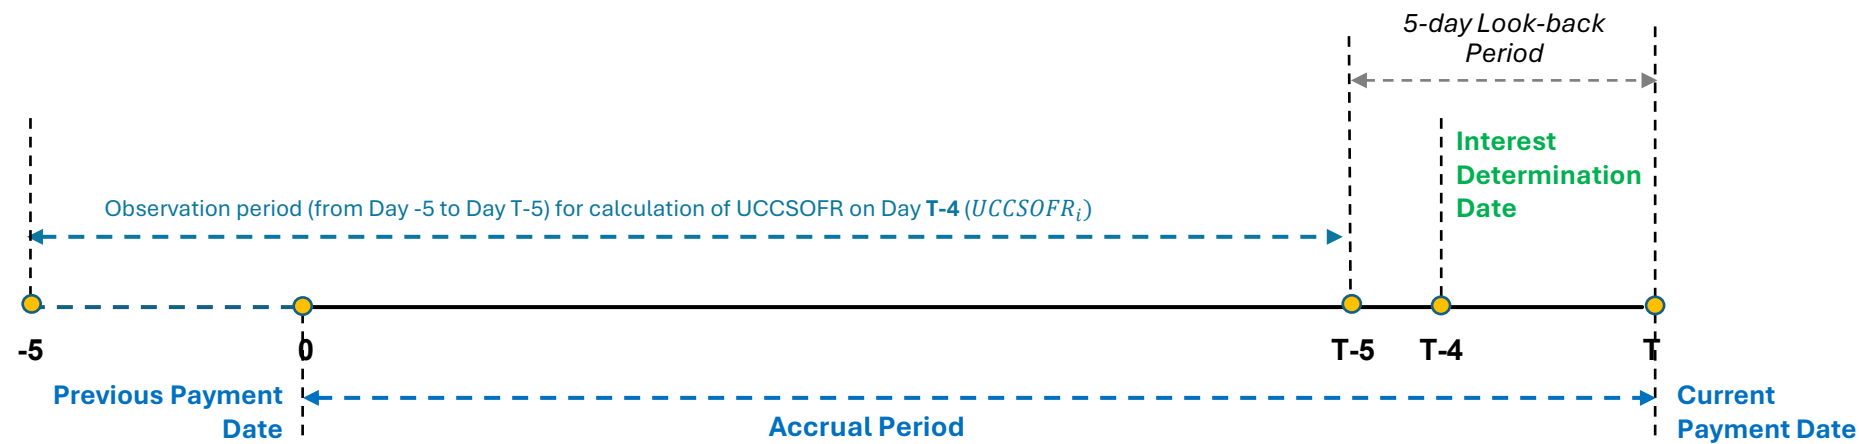 5-day Look-back
Period
Interest
Determination
Date
Observation period (from Day -5 to Day T-5) for calculation of UCCSOFR on Day T-4 (UCCSOFRᵢ)
-5
0
T-5
T-4
T
Previous Payment
Date
Accrual Period
Current
Payment Date